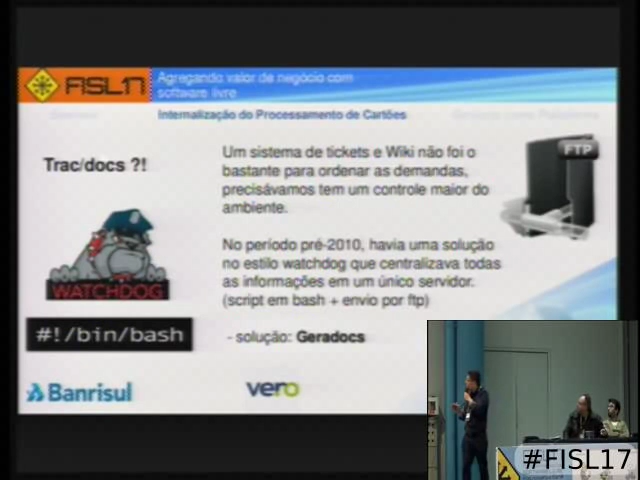 FISL17
Agregando valor de negócio com
software livre
Internalização do Processamento de Cartões
Trac/docs ?!
Um sistema de tickets e Wiki não foi o
bastante para ordenar as demandas,
precisávamos tem um controle maior do
ambiente.
FTP
No período pré-2010, havia uma solução
no estilo watchdog que centralizava todas
as informações em um único servidor.
(script em bash + envio por ftp)
WATCHDOG
#!/bin/bash
- solução: Geradocs
Banrisul
vero
#FISL17